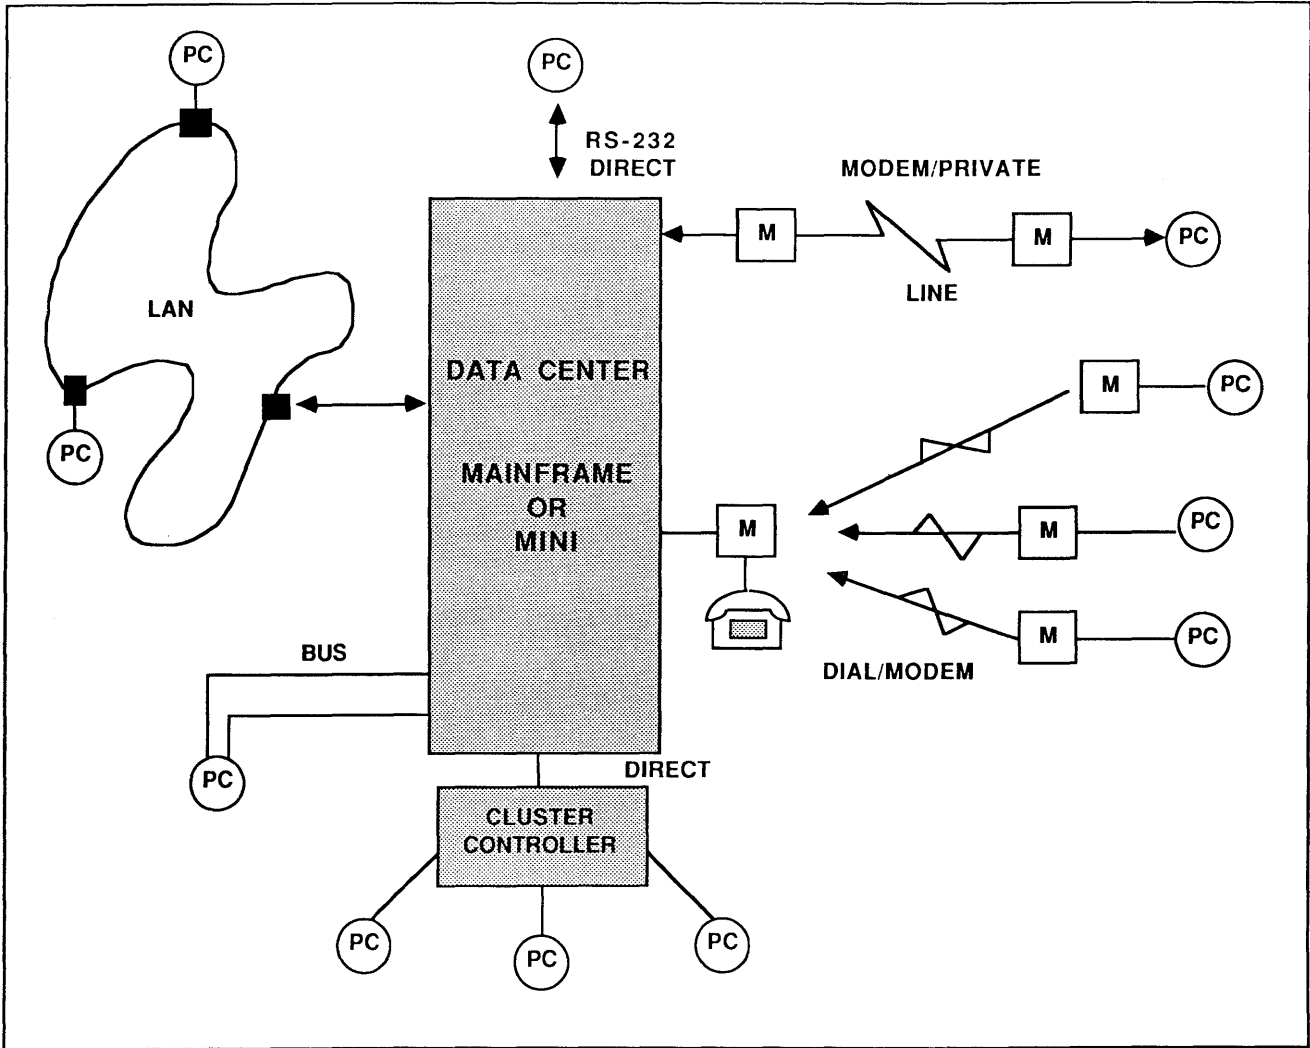 PC
PC
RS-232
DIRECT
MODEM/PRIVATE
M
M
PC
LINE
LAN
DATA CENTER
MAINFRAME
OR
MINI
PC
M
PC
M
M
PC
M
PC
DIAL/MODEM
BUS
PC
DIRECT
CLUSTER
CONTROLLER
PC
PC
PC